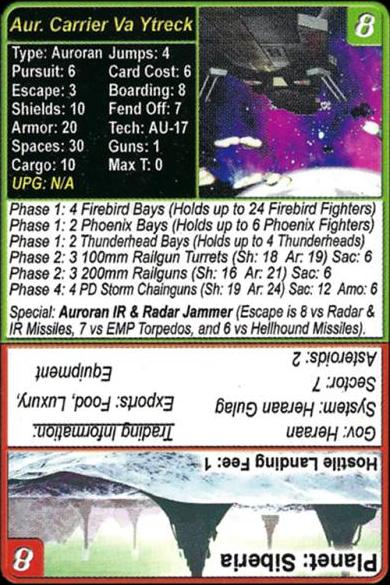 Aur. Carrier Va Ytreck
8
Type: Auroran Jumps: 4
Pursuit: 6 Card Cost: 6
Escape: 3 Boarding: 8
Shields: 10 Fend Off: 7
Armor: 20 Tech: AU-17
Spaces: 30 Guns: 1
Cargo: 10 Max T: 0
UPG: N/A
Phase 1: 4 Firebird Bays (Holds up to 24 Firebird Fighters)
Phase 1: 2 Phoenix Bays (Holds up to 6 Phoenix Fighters)
Phase 1: 2 Thunderhead Bays (Holds up to 4 Thunderheads)
Phase 2: 3 100mm Railgun Turrets (Sh: 18 Ar: 19) Sac: 6
Phase 2: 3 200mm Railguns (Sh: 16 Ar: 21) Sac: 6
Phase 4: 4 PD Storm Chainguns (Sh: 19 Ar: 24) Sac: 12 Amo: 6
Special: Auroran IR & Radar Jammer (Escape is 8 vs Radar &
IR Missiles, 7 vs EMP Torpedos, and 6 vs Hellhound Missiles).
Planet: Siberia
8
Hostile Landing Fee: 1
Gov: Heraan
System: Heraan Gulag
Sector: 7
Asteroids: 2
Trading Information:
Exports: Food, Luxury,
Equipment